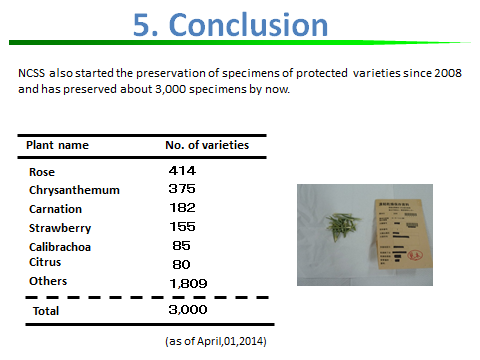 5. Conclusion
NCSS also started the preservation of specimens of protected varieties since 2008
and has preserved about 3,000 specimens by now.
Plant name No. of varieties
Rose 414
Chrysanthemum 375
Carnation 182
Strawberry 155
Calibrachoa 85
Citrus 80
Others 1,809
Total 3,000
(as of April,01,2014)